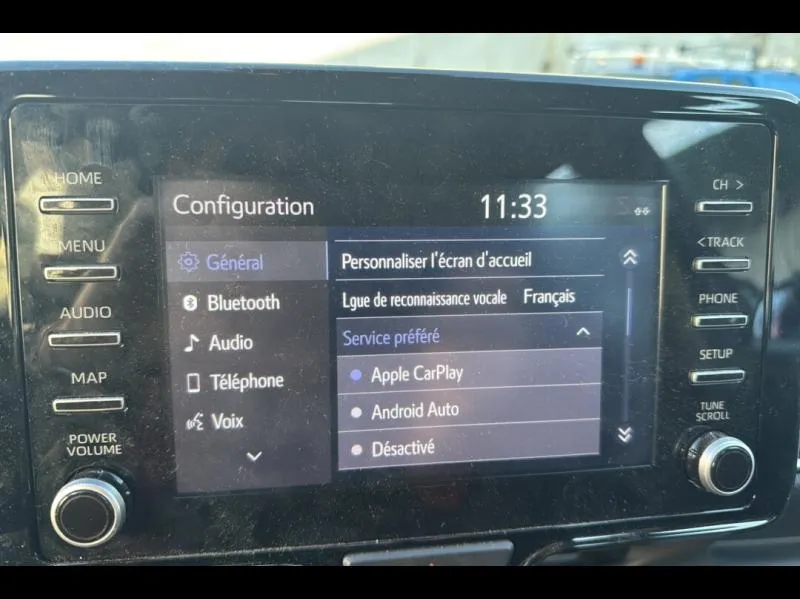 HOME
MENU
AUDIO
MAP
POWER
VOLUME
Configuration 11:33
Général
Bluetooth
Audio
Téléphone
Voix
Personnaliser l'écran d'accueil
Lgue de reconnaissance vocale Français
Service préféré
Apple CarPlay
Android Auto
Désactivé
CH >
< TRACK
PHONE
SETUP
TUNE
SCROLL